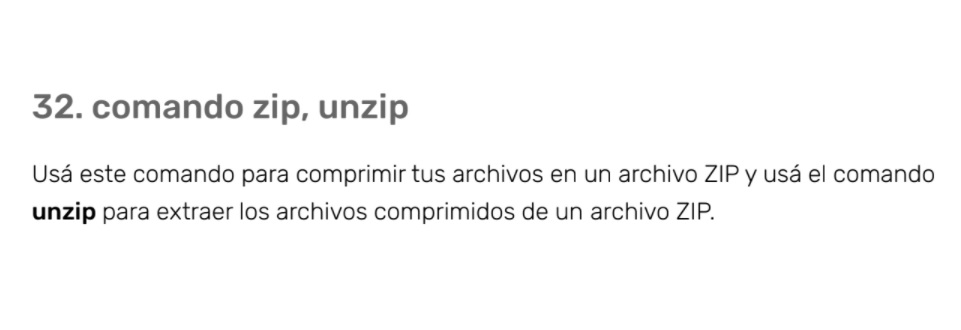 32. comando zip, unzip
Usá este comando para comprimir tus archivos en un archivo ZIP y usá el comando
unzip para extraer los archivos comprimidos de un archivo ZIP.